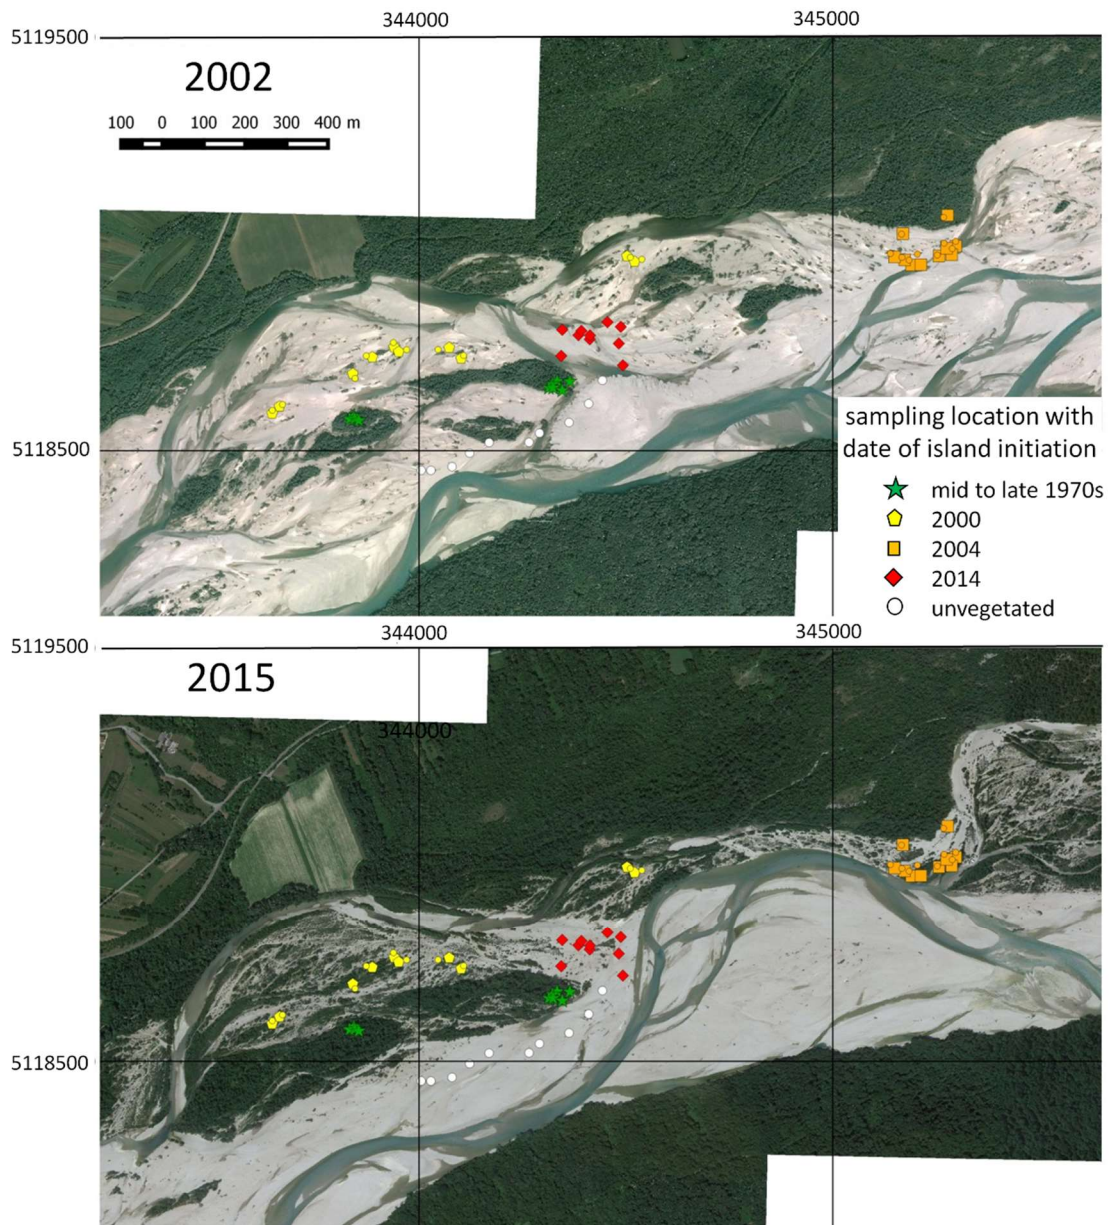 344000 345000
5119500
2002
100 0 100 200 300 400 m
5118500
sampling location with
date of island initiation
mid to late 1970s
2000
2004
2014
unvegetated
344000 345000
5119500
2015
344000
5118500